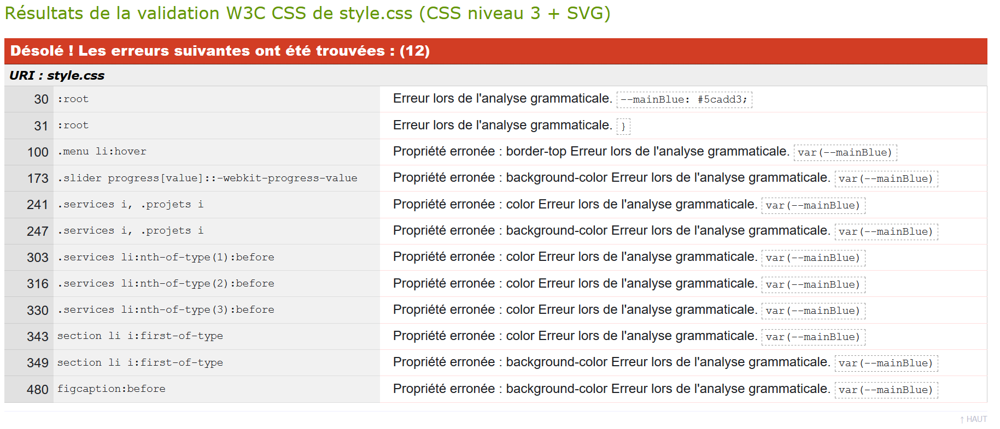 Résultats de la validation W3C CSS de style.css (CSS niveau 3 + SVG)
Désolé ! Les erreurs suivantes ont été trouvées : (12)
URI : style.css
30 :root Erreur lors de l'analyse grammaticale. --mainBlue: #5cadd3;
31 :root Erreur lors de l'analyse grammaticale. }
100 .menu li:hover Propriété erronée : border-top Erreur lors de l'analyse grammaticale. var(--mainBlue)
173 .slider progress[value]::-webkit-progress-value Propriété erronée : background-color Erreur lors de l'analyse grammaticale. var(--mainBlue)
241 .services i, .projets i Propriété erronée : color Erreur lors de l'analyse grammaticale. var(--mainBlue)
247 .services i, .projets i Propriété erronée : background-color Erreur lors de l'analyse grammaticale. var(--mainBlue)
303 .services li:nth-of-type(1):before Propriété erronée : color Erreur lors de l'analyse grammaticale. var(--mainBlue)
316 .services li:nth-of-type(2):before Propriété erronée : color Erreur lors de l'analyse grammaticale. var(--mainBlue)
330 .services li:nth-of-type(3):before Propriété erronée : color Erreur lors de l'analyse grammaticale. var(--mainBlue)
343 section li i:first-of-type Propriété erronée : color Erreur lors de l'analyse grammaticale. var(--mainBlue)
349 section li i:first-of-type Propriété erronée : background-color Erreur lors de l'analyse grammaticale. var(--mainBlue)
480 figcaption:before Propriété erronée : background-color Erreur lors de l'analyse grammaticale. var(--mainBlue)
↑ HAUT